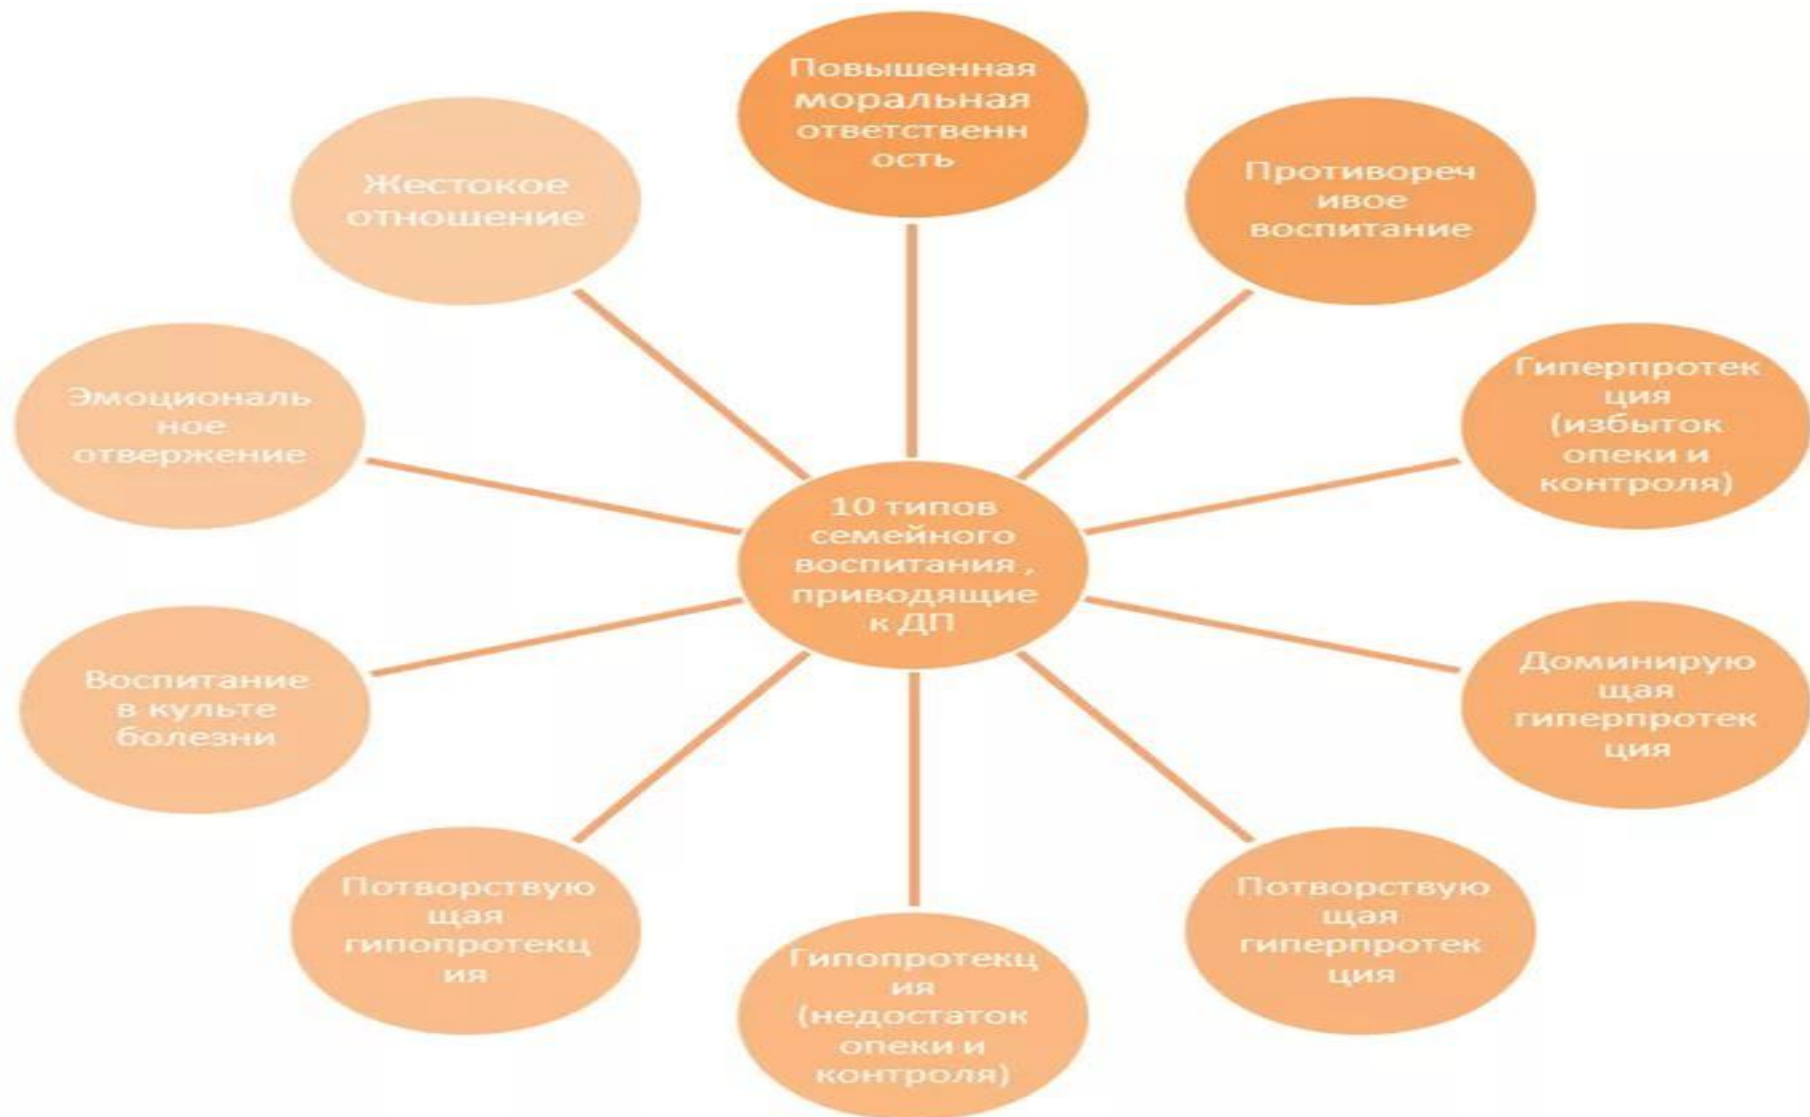 Повышенная
моральная
ответственн
ость
Противореч
ивое
воспитание
Гиперпротек
ция
(избыток
опеки и
контроля)
Доминирую
щая
гиперпротек
ция
Потворствую
щая
гиперпротек
ция
Гипопротекц
ия
(недостаток
опеки и
контроля)
Потворствую
щая
гипопротекц
ия
Воспитание
в культе
болезни
Эмоциональ
ное
отвержение
Жестокое
отношение
10 типов
семейного
воспитания ,
приводящие
к ДП